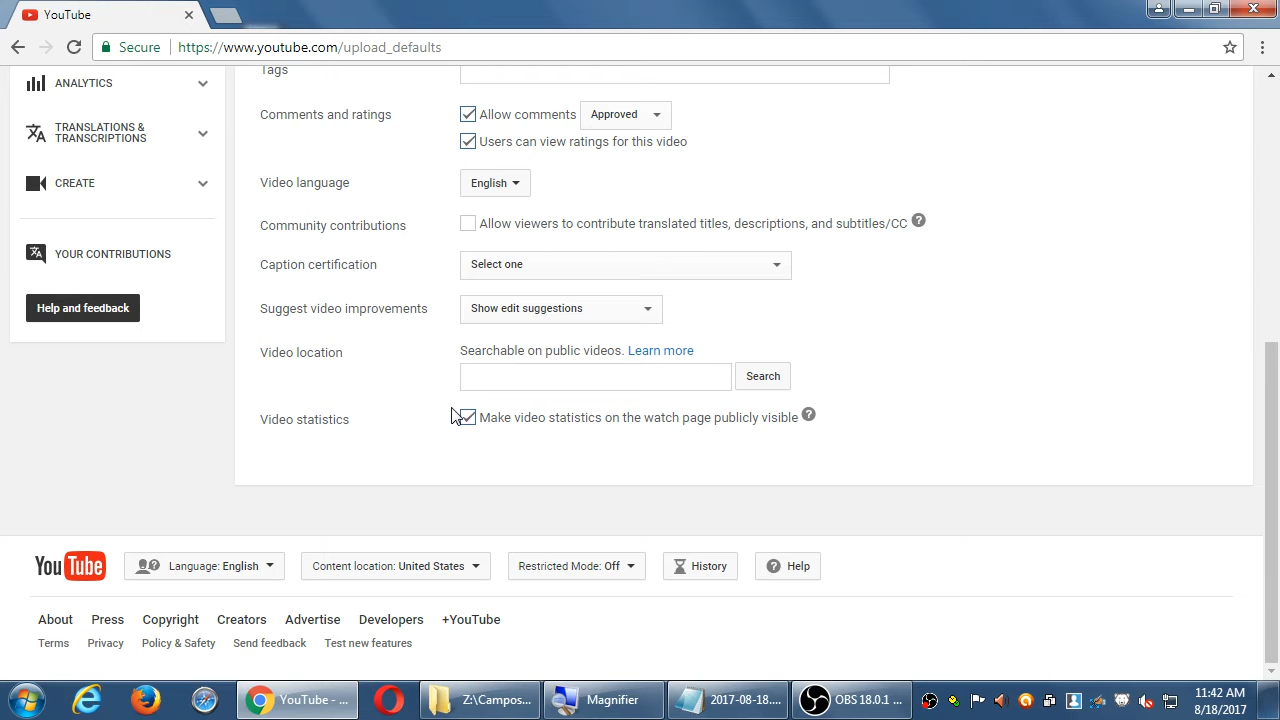 YouTube
Secure https://www.youtube.com/upload_defaults
Tags
ANALYTICS
Comments and ratings
Allow comments Approved
TRANSLATIONS & TRANSCRIPTIONS
Users can view ratings for this video
CREATE
Video language English
Community contributions Allow viewers to contribute translated titles, descriptions, and subtitles/CC ?
YOUR CONTRIBUTIONS
Caption certification Select one
Help and feedback
Suggest video improvements Show edit suggestions
Video location Searchable on public videos. Learn more
Search
Video statistics Make video statistics on the watch page publicly visible ?
YouTube Language: English Content location: United States Restricted Mode: Off History ? Help
About Press Copyright Creators Advertise Developers +YouTube
Terms Privacy Policy & Safety Send feedback Test new features
YouTube - ... Z:\Campos... Magnifier 2017-08-18.... OBS 18.0.1 ...
11:42 AM
8/18/2017